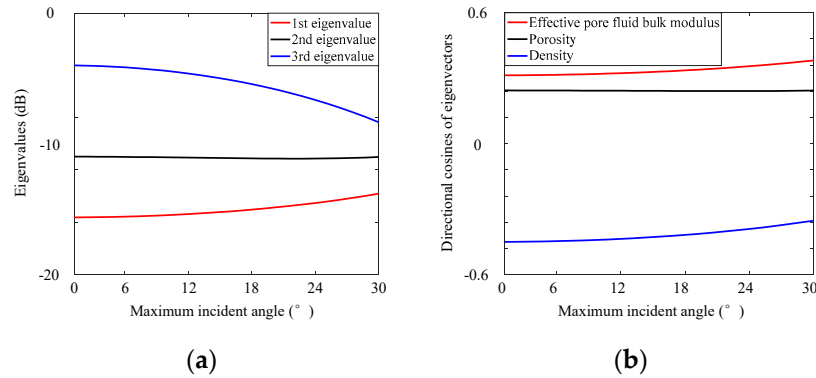 0
-10
-20
Eigenvalues (dB)
1st eigenvalue
2nd eigenvalue
3rd eigenvalue
0 6 12 18 24 30
Maximum incident angle (° )
(a)
0.6
0
-0.6
Directional cosines of eigenvectors
Effective pore fluid bulk modulus
Porosity
Density
0 6 12 18 24 30
Maximum incident angle (° )
(b)